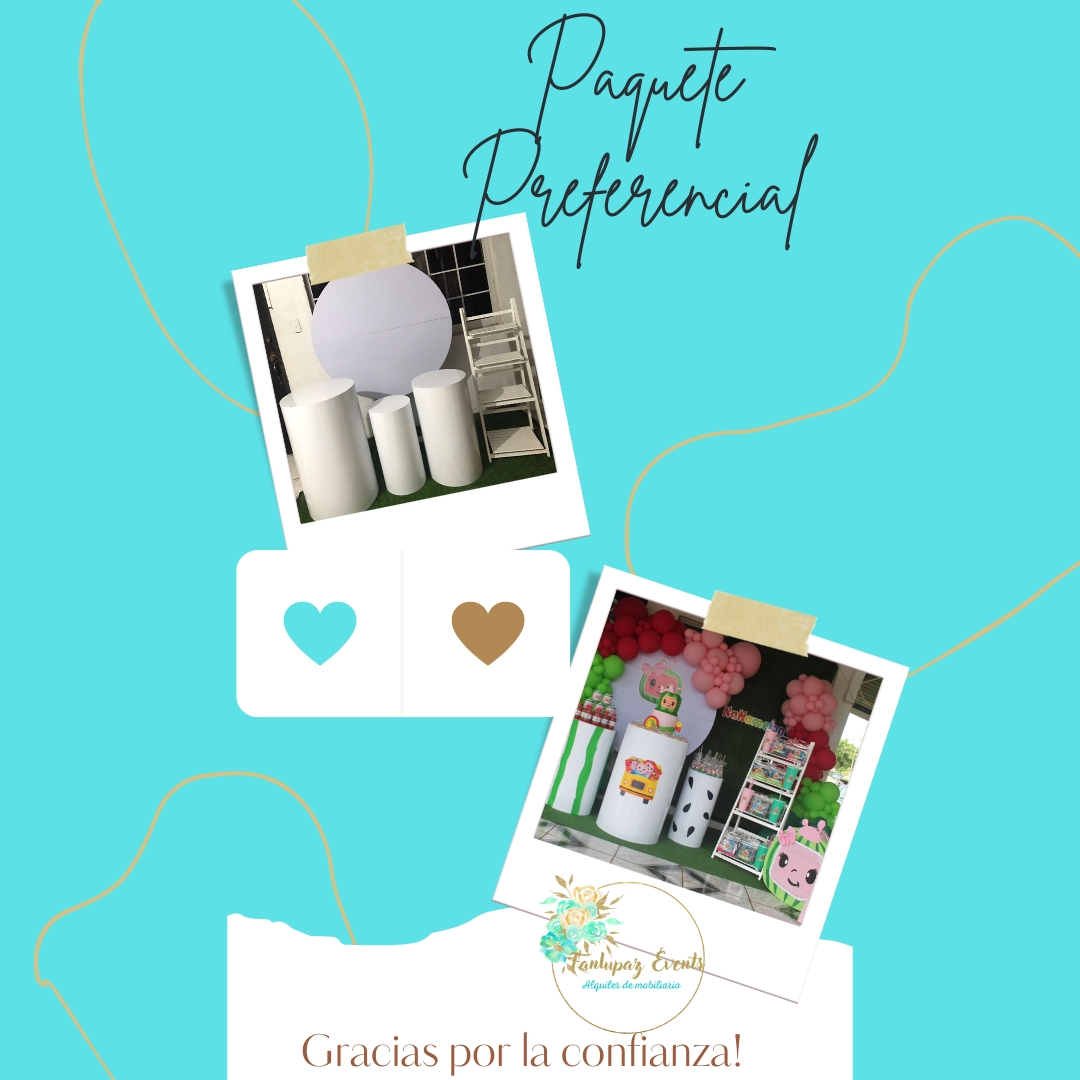 Paquete
Preferencial
Fanlupaz Events
Alquiler de mobiliario
Gracias por la confianza!